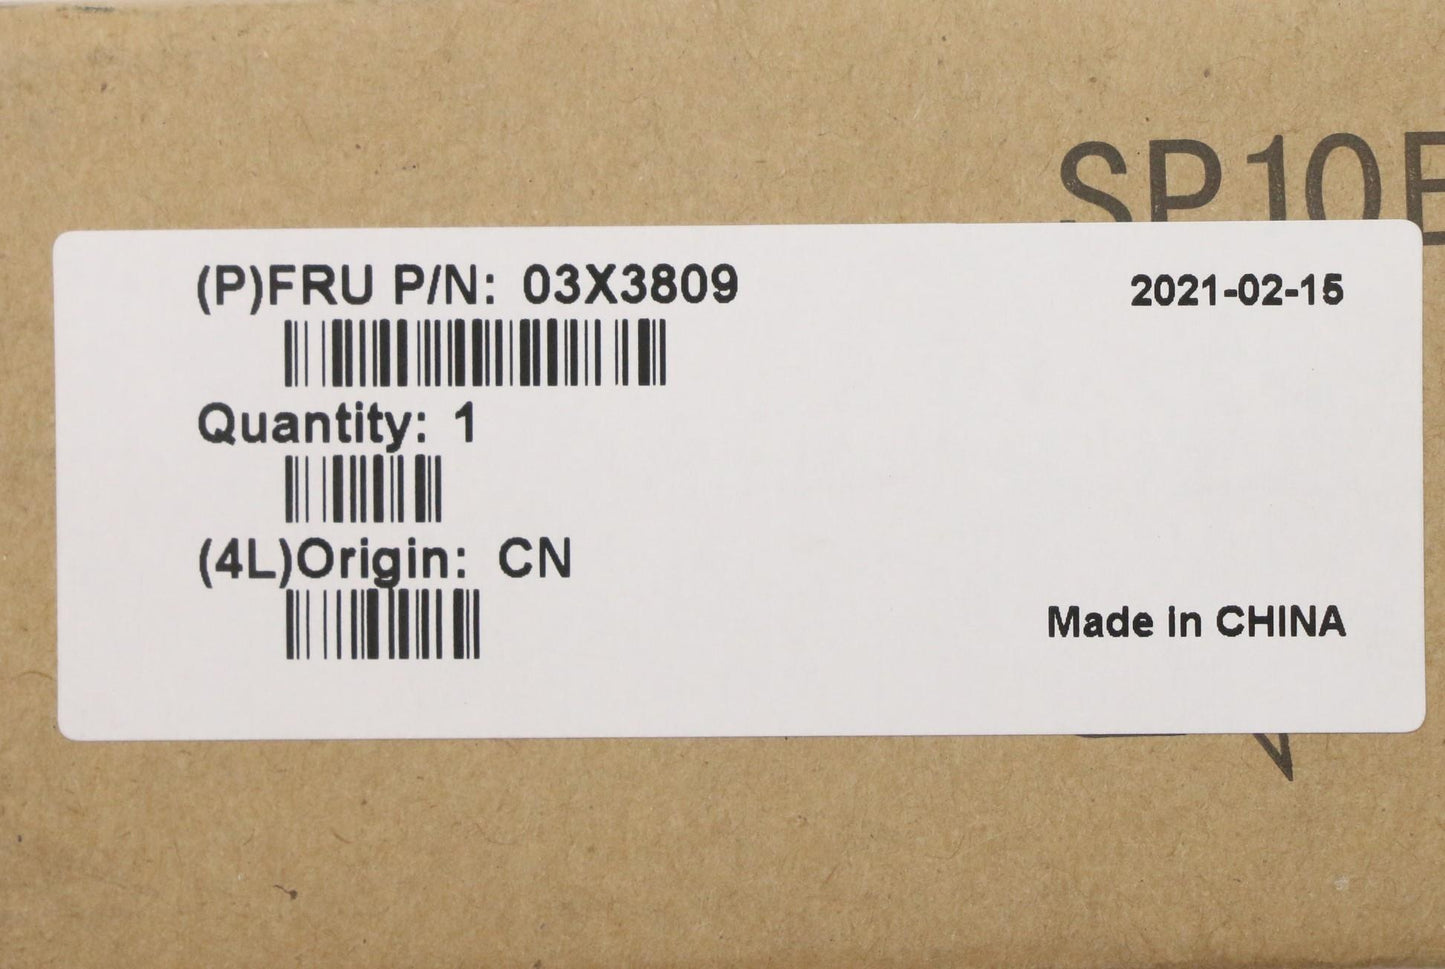 SP10
(P)FRU P/N: 03X3809
2021-02-15
Quantity: 1
(4L)Origin: CN
Made in CHINA